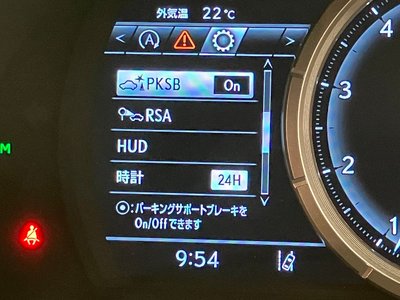 外気温 22℃
< A >
PKSB On
RSA
HUD
時計 24H
⦿:パーキングサポートブレーキを
On/Offできます
9:54
M
4
3
2
1